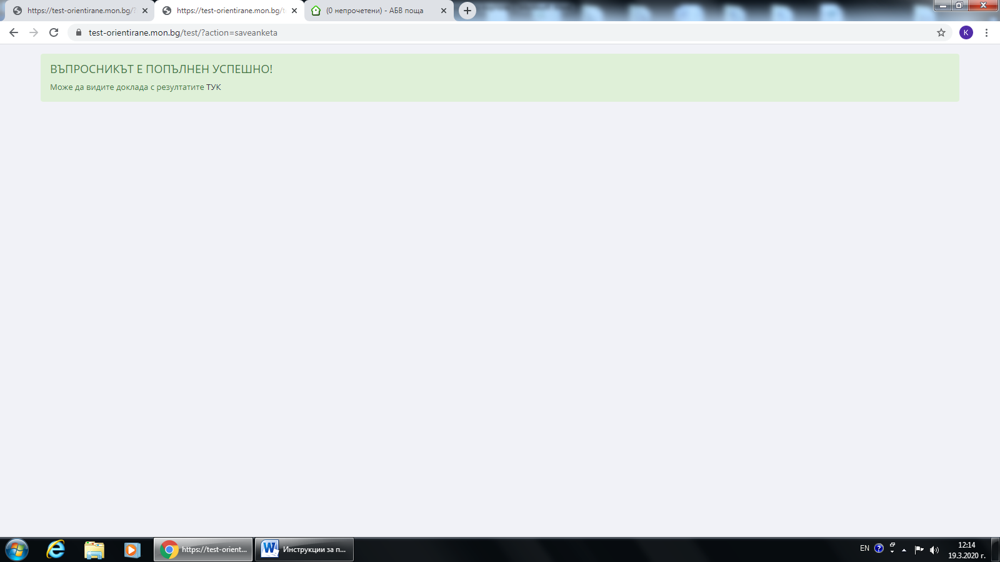 https://test-orientirane.mon.bg/?
https://test-orientirane.mon.bg/t
(0 непрочетени) - АБВ поща
test-orientirane.mon.bg/test/?action=saveanketa
K
ВЪПРОСНИКЪТ Е ПОПЪЛНЕН УСПЕШНО!
Може да видите доклада с резултатите ТУК
https://test-orient...
Инструкции за п...
EN
12:14
19.3.2020 г.